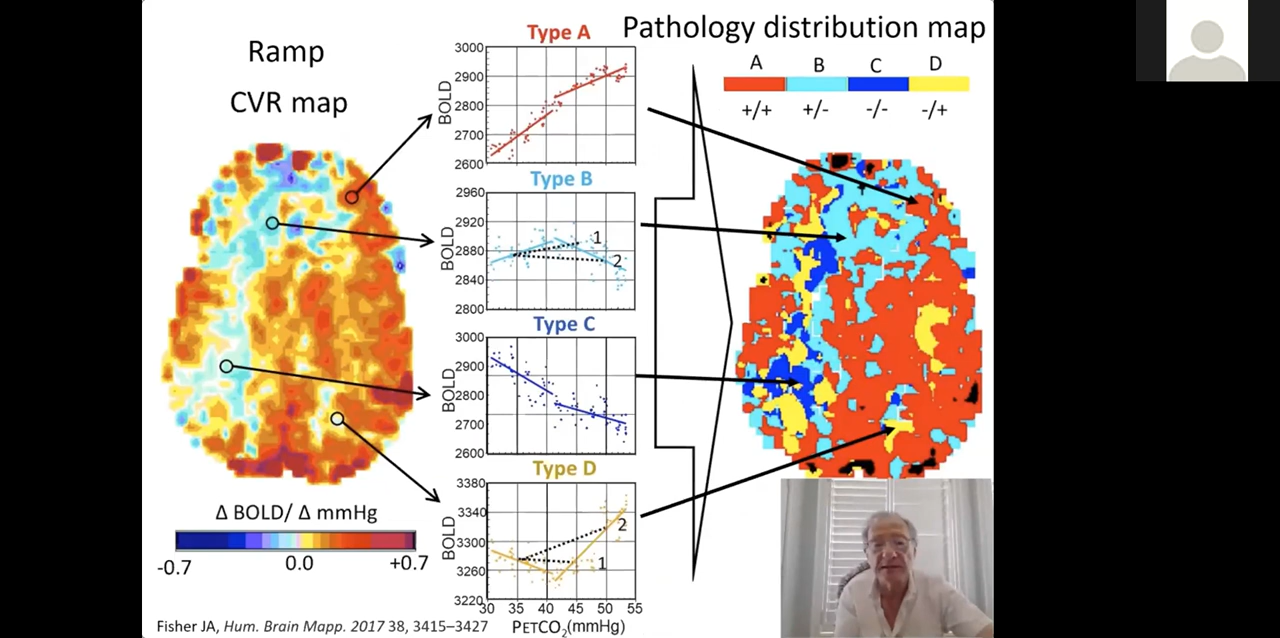 Ramp
CVR map
Pathology distribution map
A B C D
+/+ +/- -/- -/+
Type A
BOLD
3000
2900
2800
2700
2600
Type B
BOLD
2960
2920
2880
2840
2800
1
2
Type C
BOLD
3000
2900
2800
2700
2600
Type D
BOLD
3380
3340
3300
3260
3220
2
1
30 35 40 45 50 55
PETCO2(mmHg)
Δ BOLD/ Δ mmHg
-0.7 0.0 +0.7
Fisher JA, Hum. Brain Mapp. 2017 38, 3415–3427